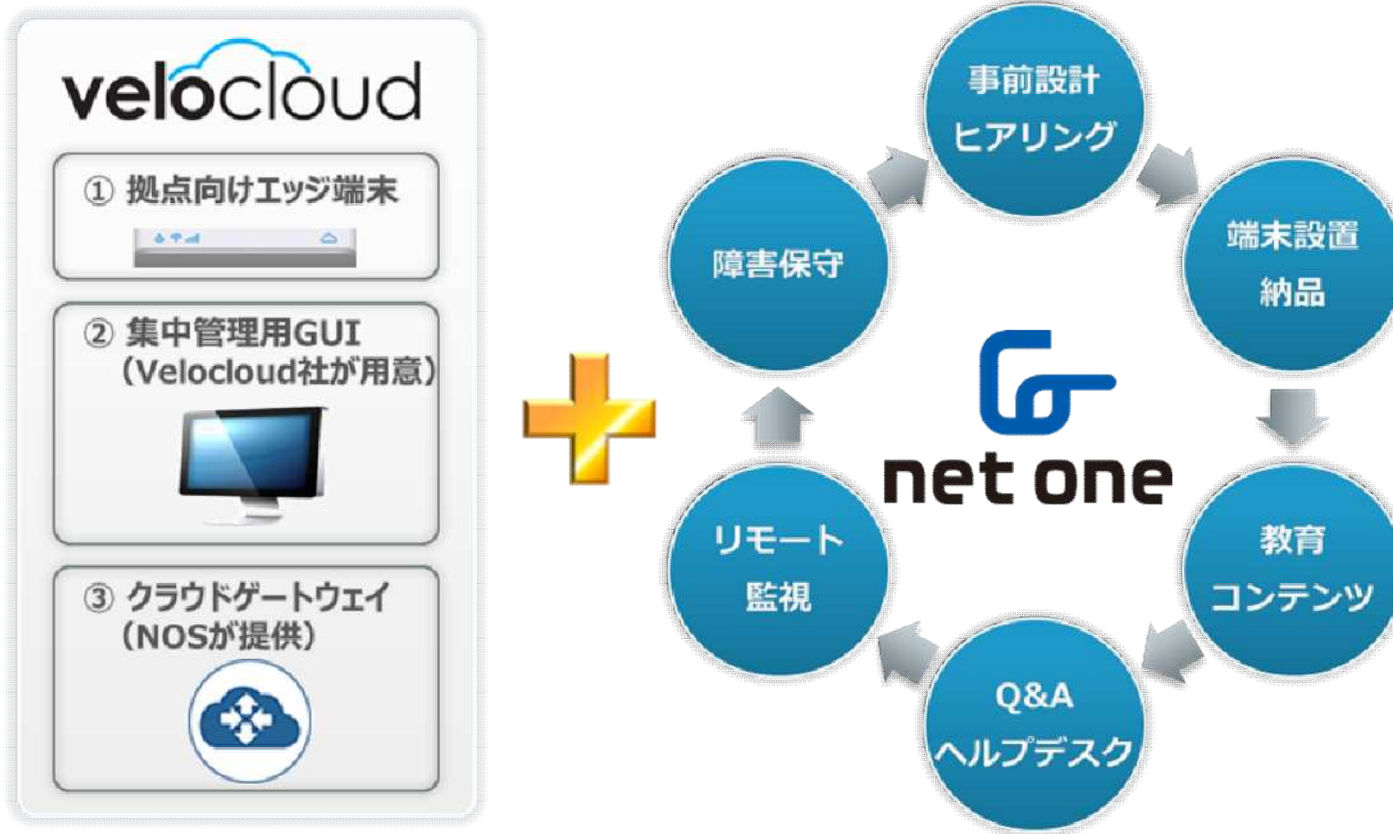 velocloud
① 拠点向けエッジ端末
② 集中管理用GUI
（Velocloud社が用意）
③ クラウドゲートウェイ
（NOSが提供）
事前設計
ヒアリング
端末設置
納品
教育
コンテンツ
Q&A
ヘルプデスク
リモート
監視
障害保守
net one